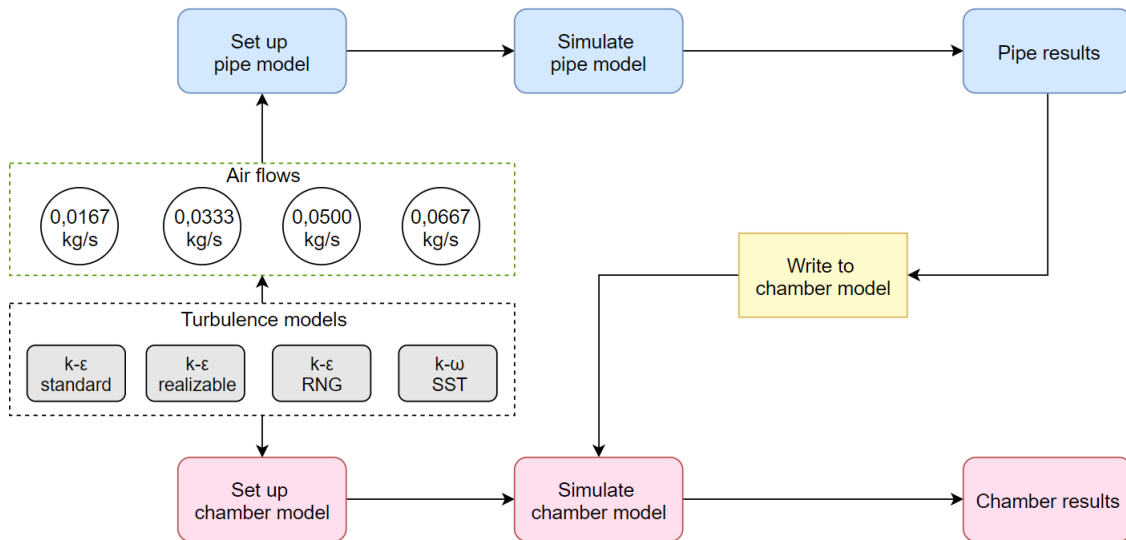 Set up
pipe model
Simulate
pipe model
Pipe results
Air flows
0,0167
kg/s
0,0333
kg/s
0,0500
kg/s
0,0667
kg/s
Write to
chamber model
Turbulence models
k-ε
standard
k-ε
realizable
k-ε
RNG
k-ω
SST
Set up
chamber model
Simulate
chamber model
Chamber results